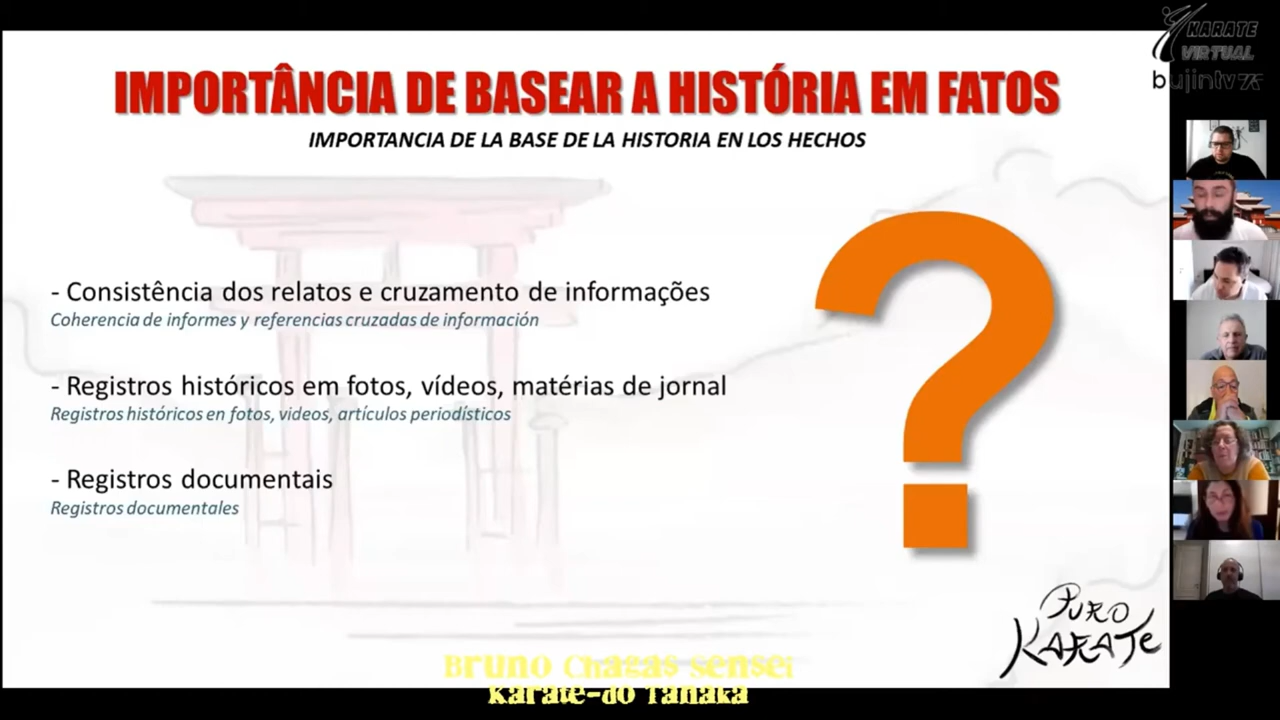 KARATE
VIRTUAL
bujintv
IMPORTÂNCIA DE BASEAR A HISTÓRIA EM FATOS
IMPORTANCIA DE LA BASE DE LA HISTORIA EN LOS HECHOS
- Consistência dos relatos e cruzamento de informações
Coherencia de informes y referencias cruzadas de información
- Registros históricos em fotos, vídeos, matérias de jornal
Registros históricos en fotos, videos, artículos periodísticos
- Registros documentais
Registros documentales
?
PURO
KARATE
Bruno Chagas Sensei
Karate-do Tanaka